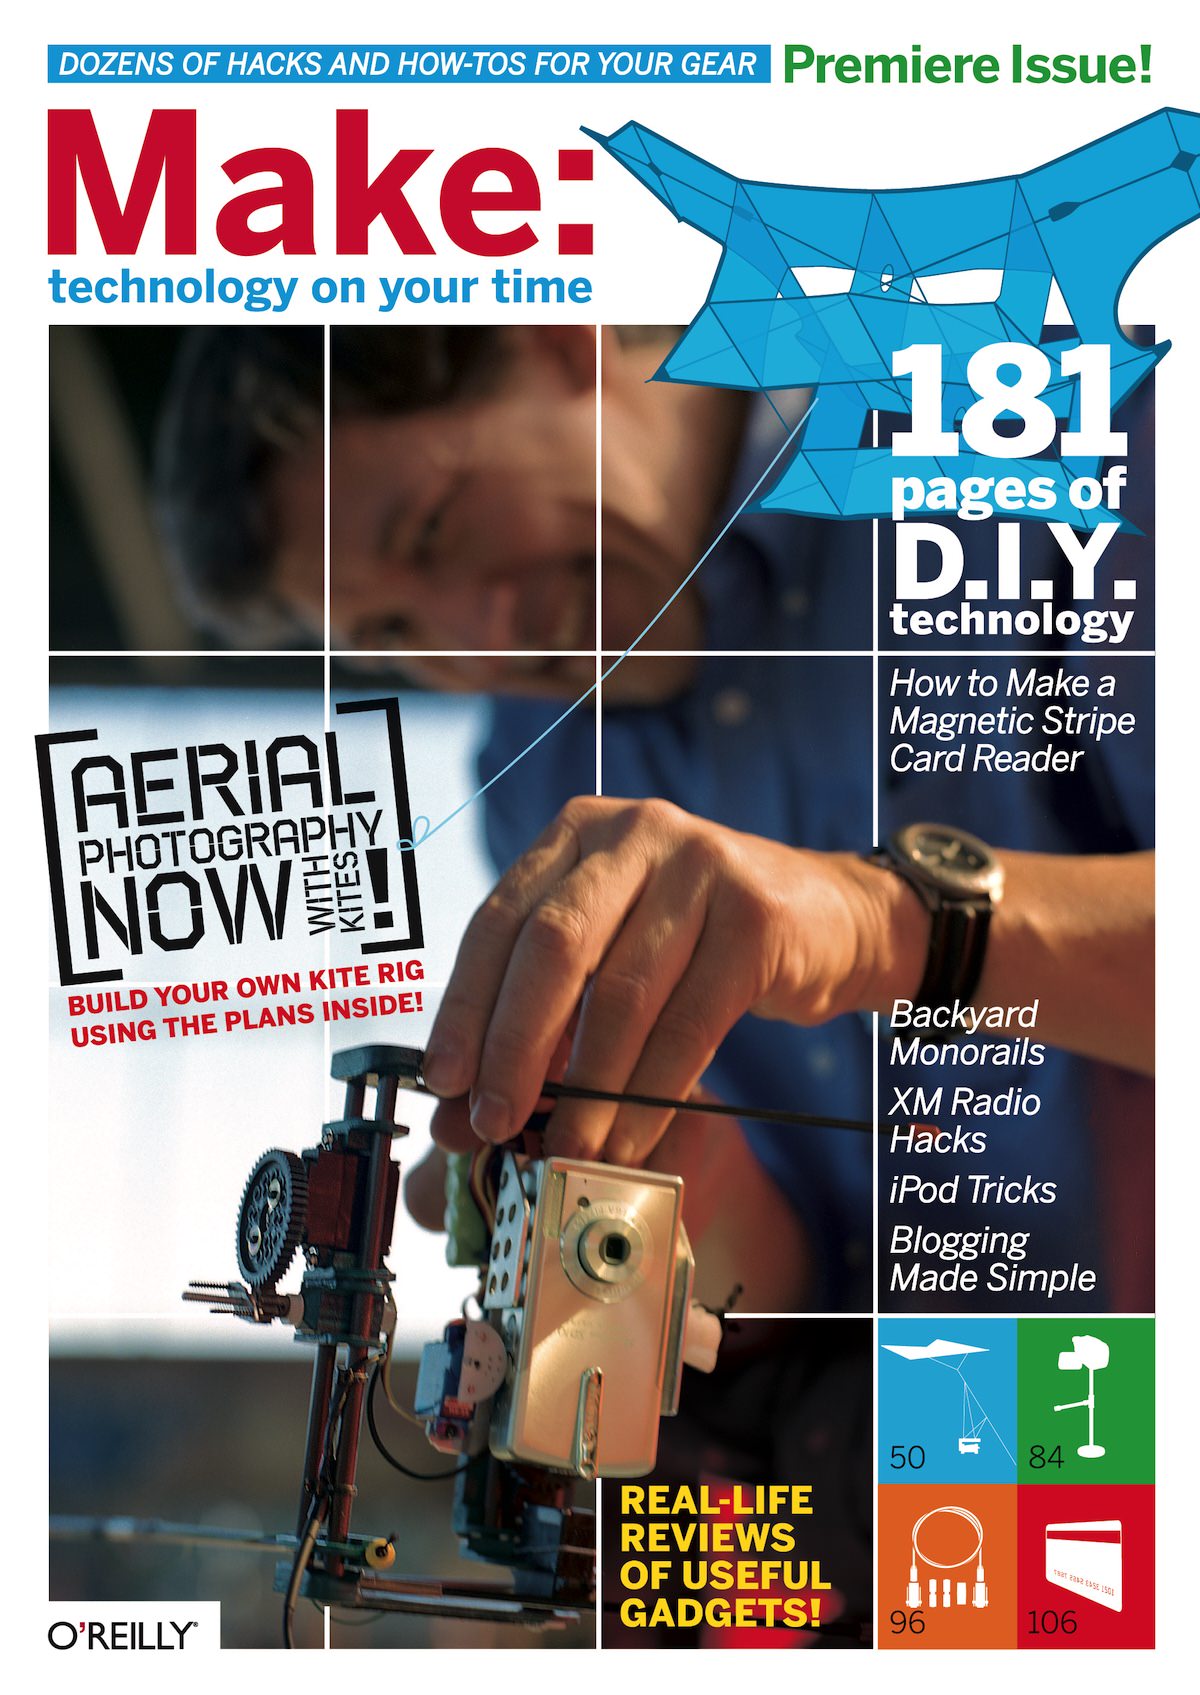 DOZENS OF HACKS AND HOW-TOS FOR YOUR GEAR
Premiere Issue!
Make:
technology on your time
181
pages of
D.I.Y.
technology
How to Make a
Magnetic Stripe
Card Reader
AERIAL
PHOTOGRAPHY
NOW WITH KITES!
BUILD YOUR OWN KITE RIG
USING THE PLANS INSIDE!
Backyard
Monorails
XM Radio
Hacks
iPod Tricks
Blogging
Made Simple
50
84
96
106
REAL-LIFE
REVIEWS
OF USEFUL
GADGETS!
O'REILLY®